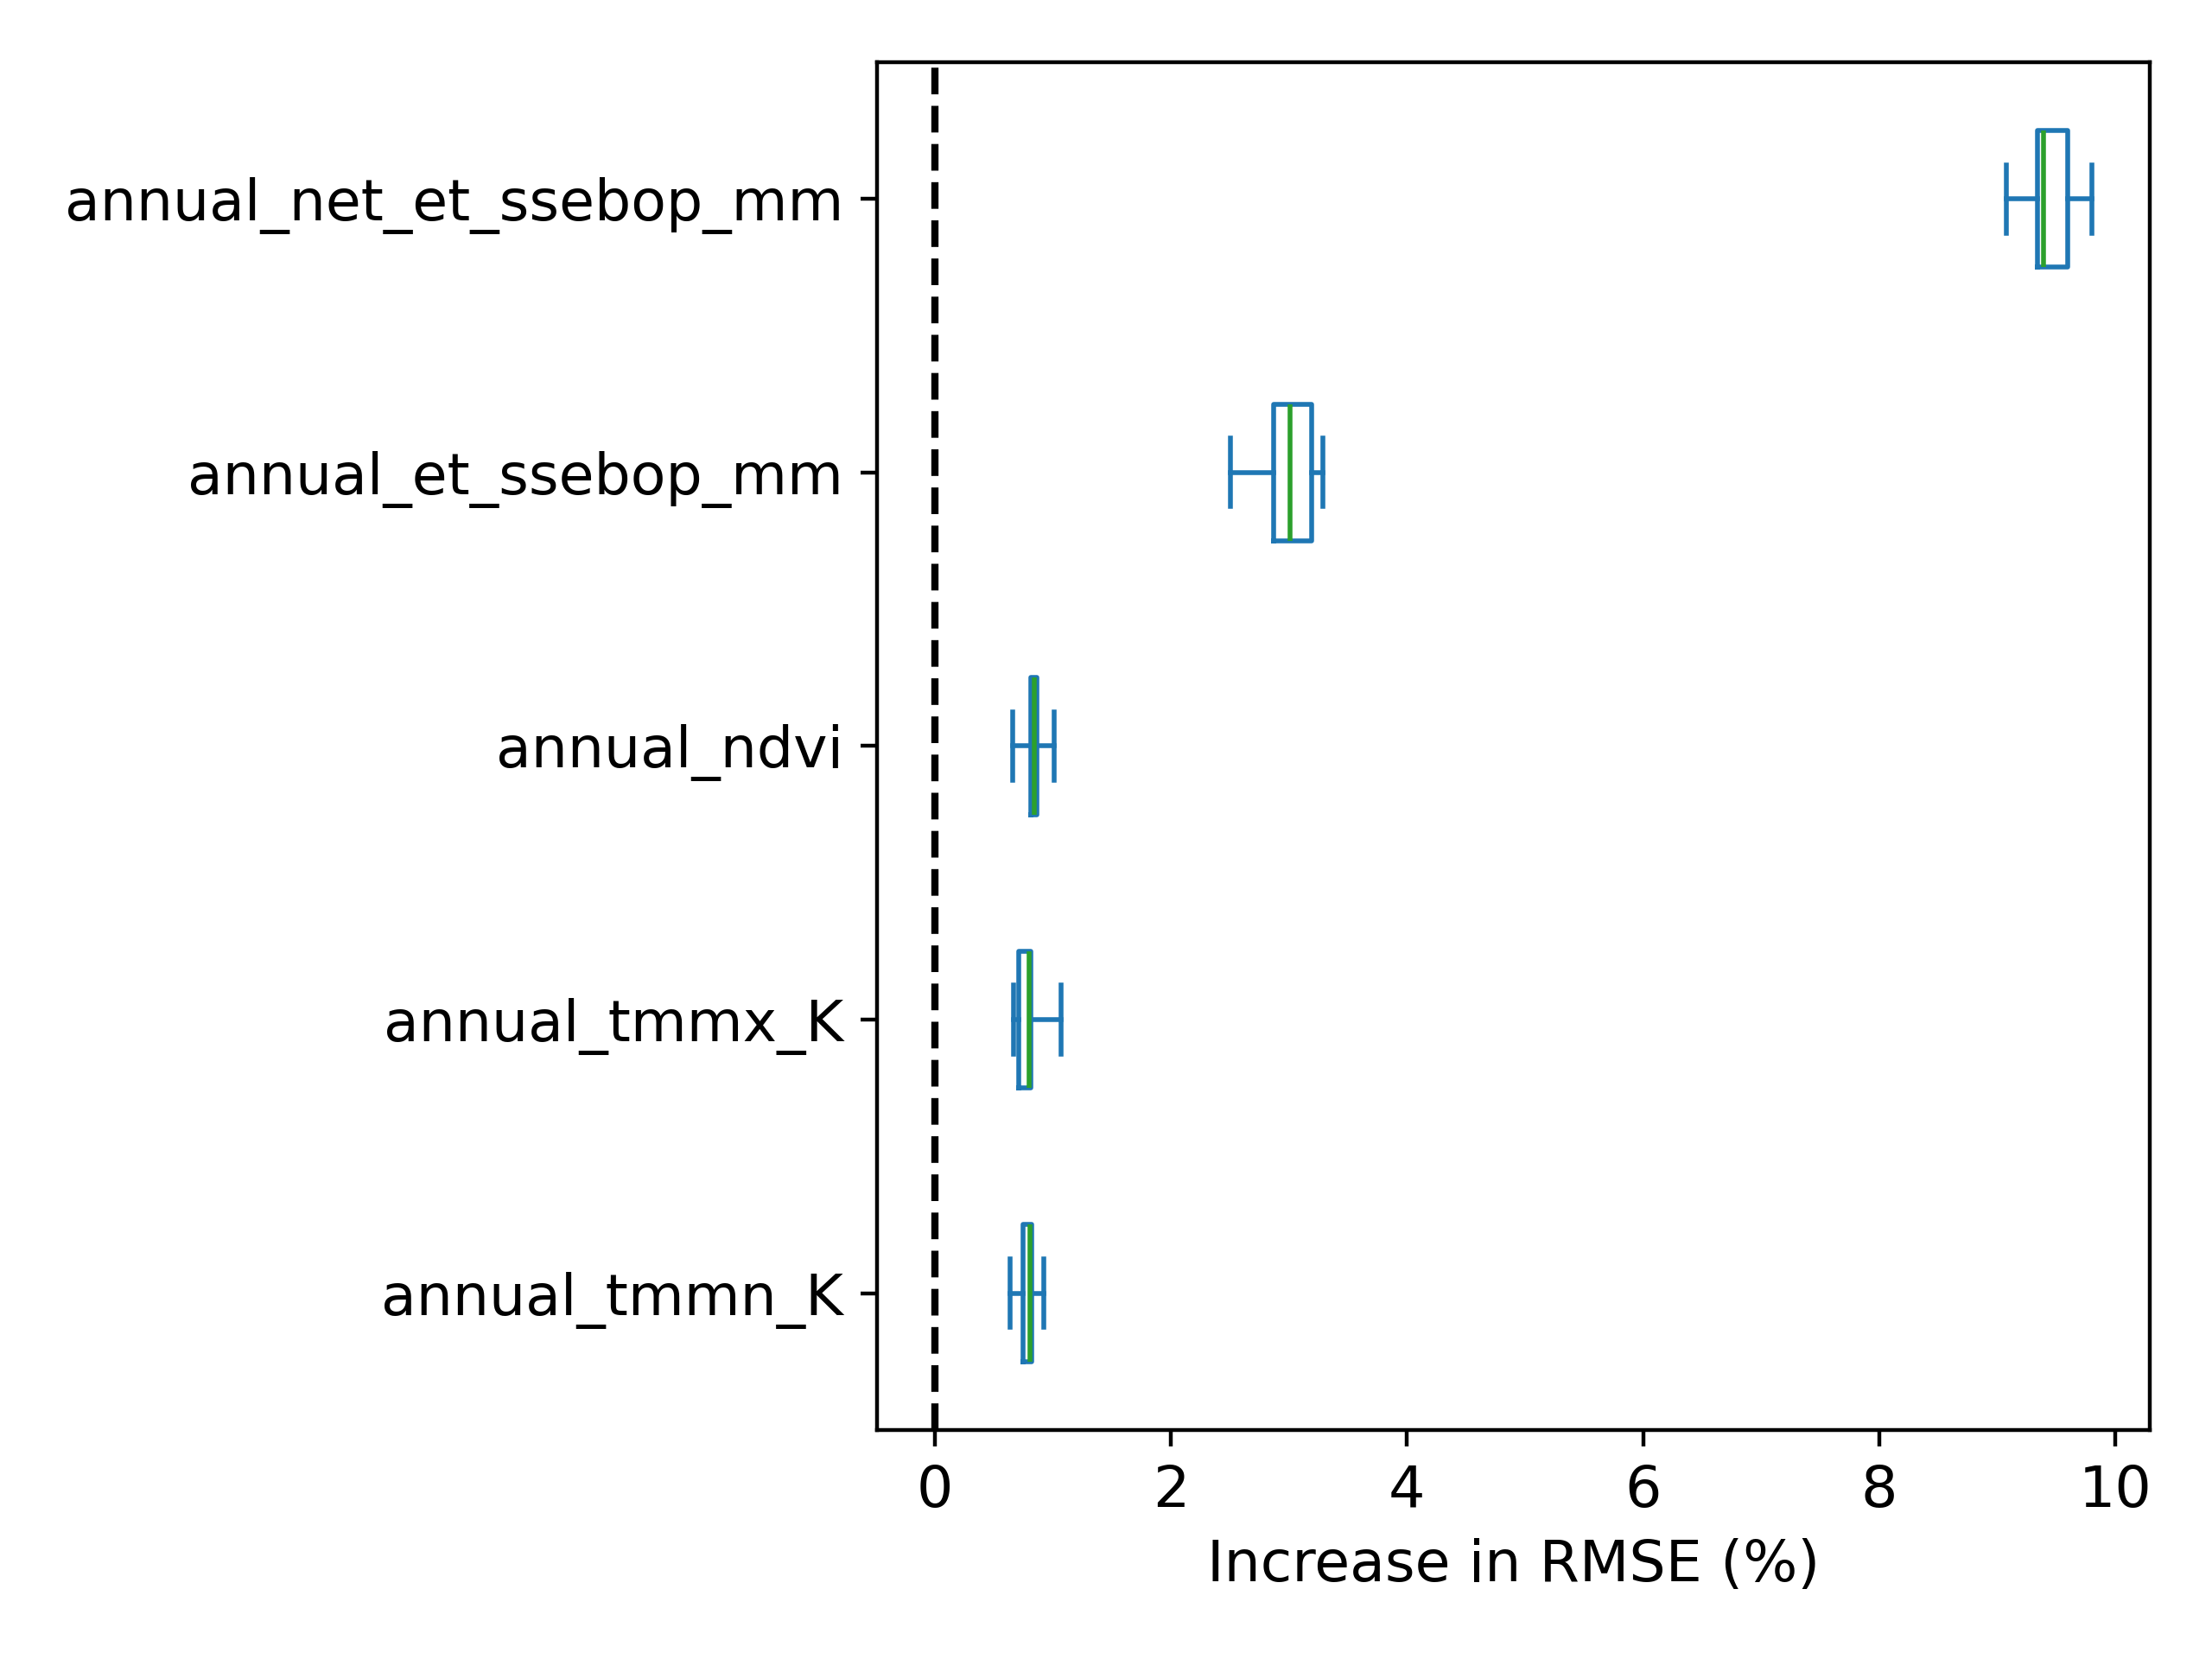 annual_net_et_ssebop_mm
annual_et_ssebop_mm
annual_ndvi
annual_tmmx_K
annual_tmmn_K
0 2 4 6 8 10
Increase in RMSE (%)